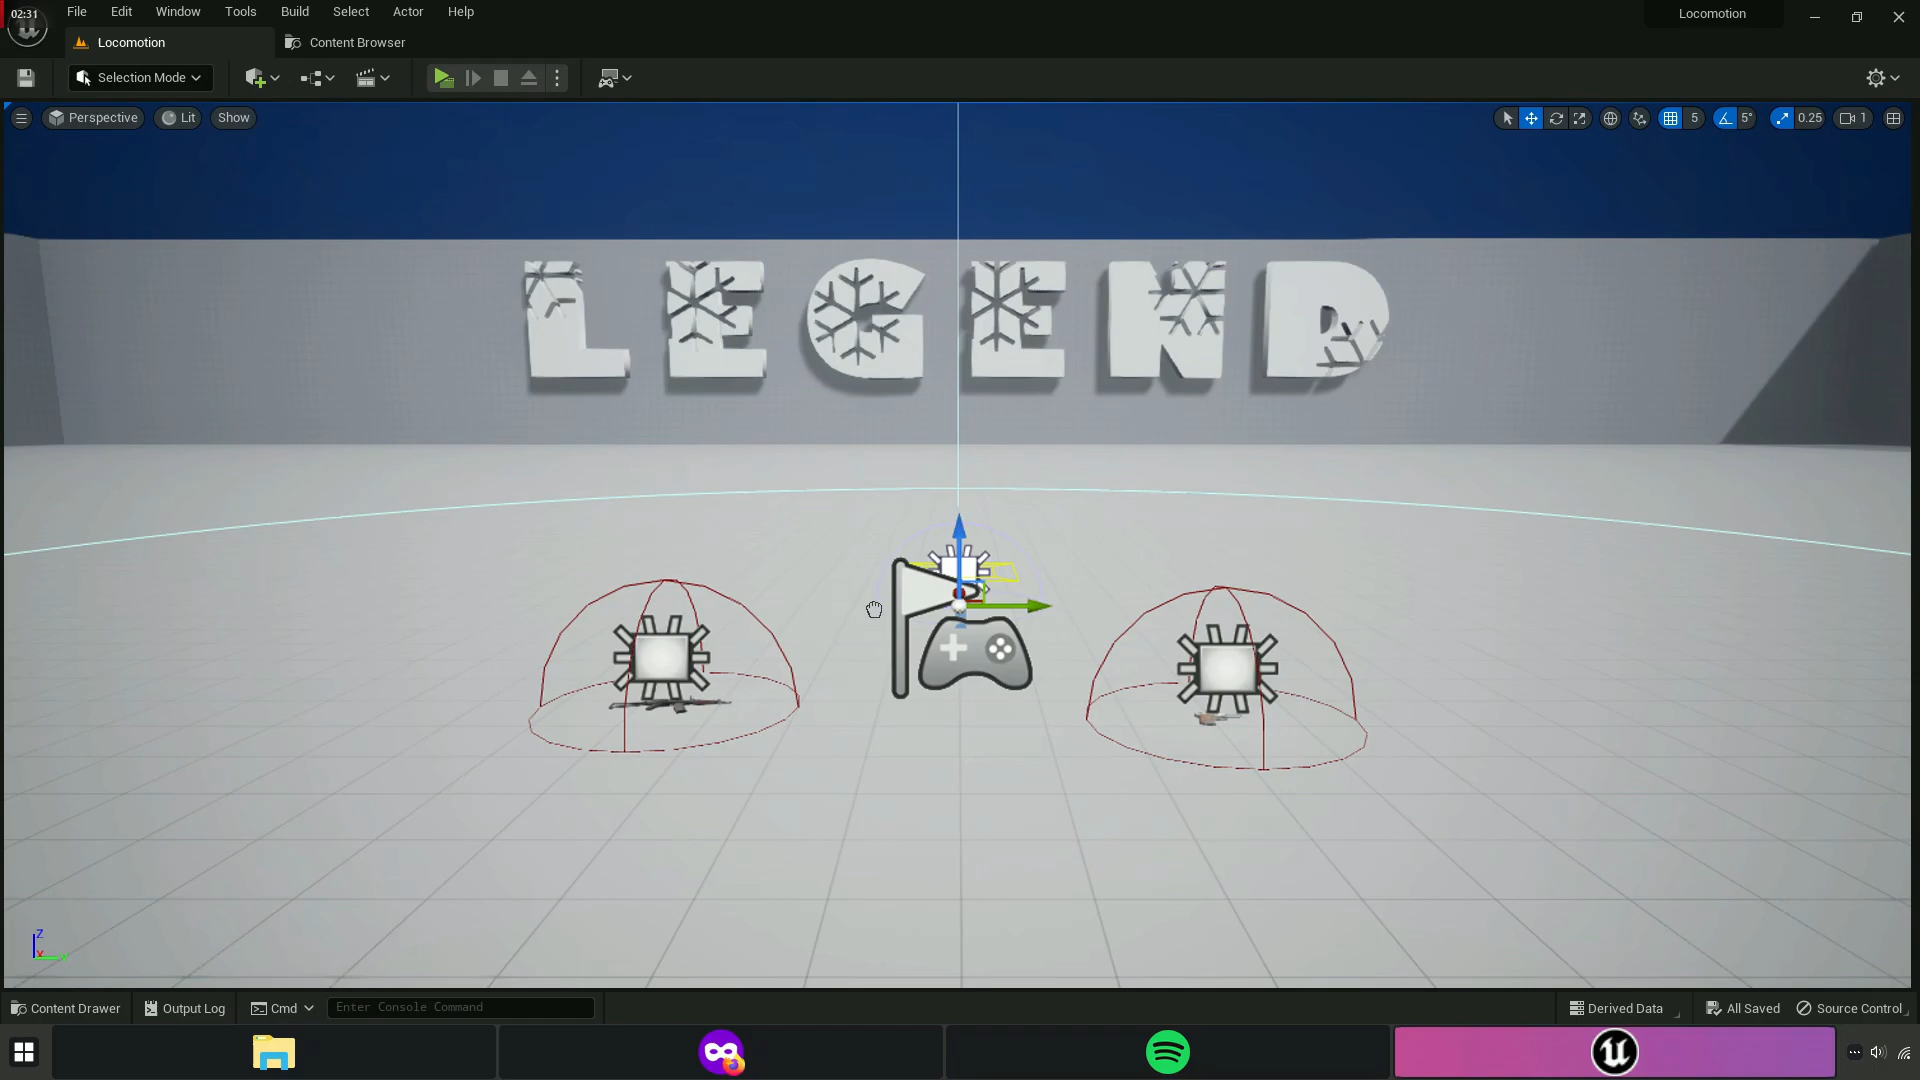 02:31
File Edit Window Tools Build Select Actor Help
Locomotion
Locomotion
Content Browser
Selection Mode
Perspective Lit Show
5 5° 0.25 1
LEGEND
Z
X Y
Content Drawer Output Log Cmd Enter Console Command Derived Data All Saved Source Control